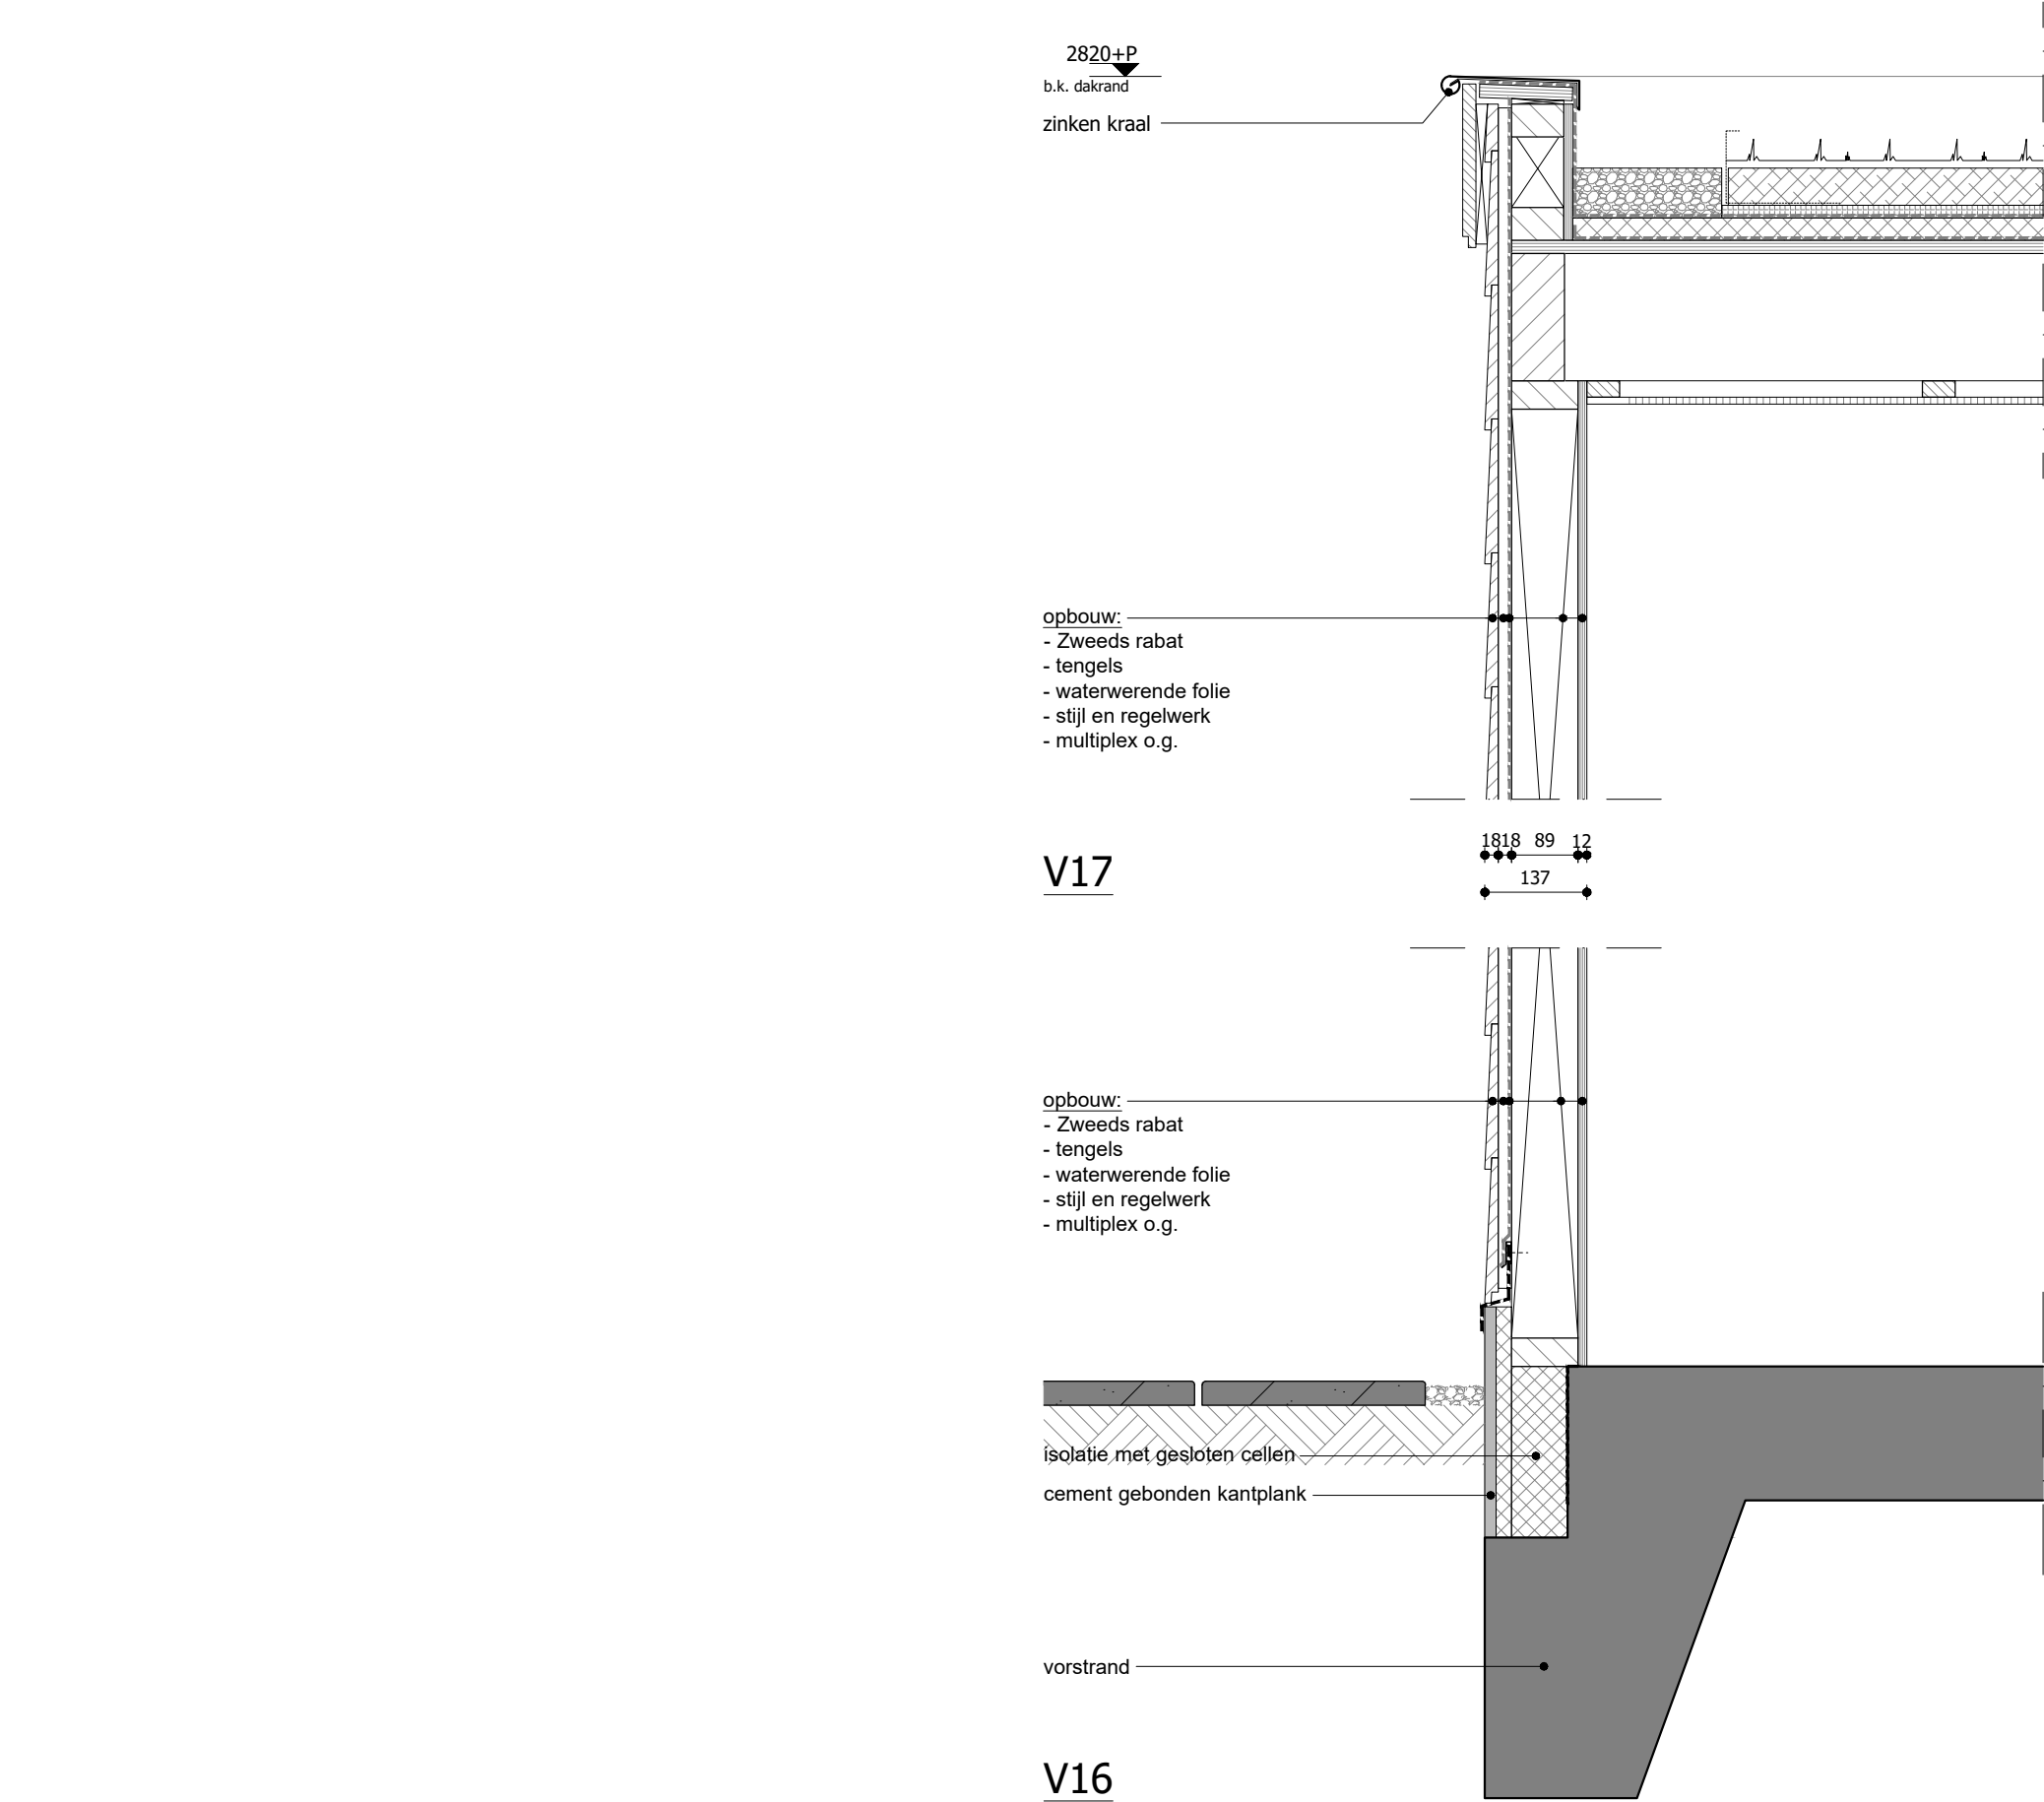 2820+P
b.k. dakrand
zinken kraal
opbouw:
- Zweeds rabat
- tengels
- waterwerende folie
- stijl en regelwerk
- multiplex o.g.
18 18 89 12
137
V17
opbouw:
- Zweeds rabat
- tengels
- waterwerende folie
- stijl en regelwerk
- multiplex o.g.
isolatie met gesloten cellen
cement gebonden kantplank
vorstrand
V16